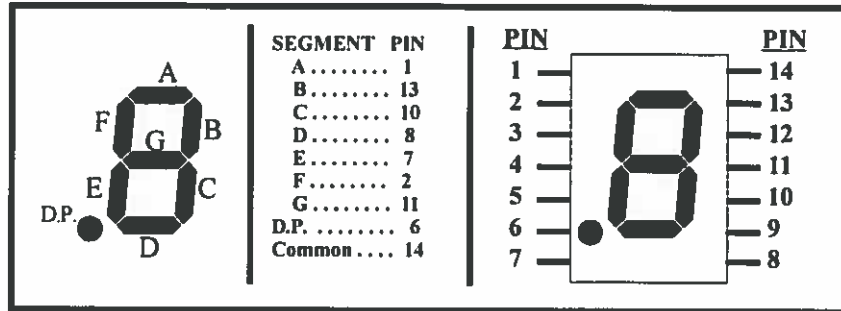 A
F
B
G
E
C
D.P.
D
SEGMENT PIN
A........ 1
B........ 13
C........ 10
D........ 8
E........ 7
F........ 2
G........ 11
D.P. ........ 6
Common .... 14
PIN
1
2
3
4
5
6
7
PIN
14
13
12
11
10
9
8